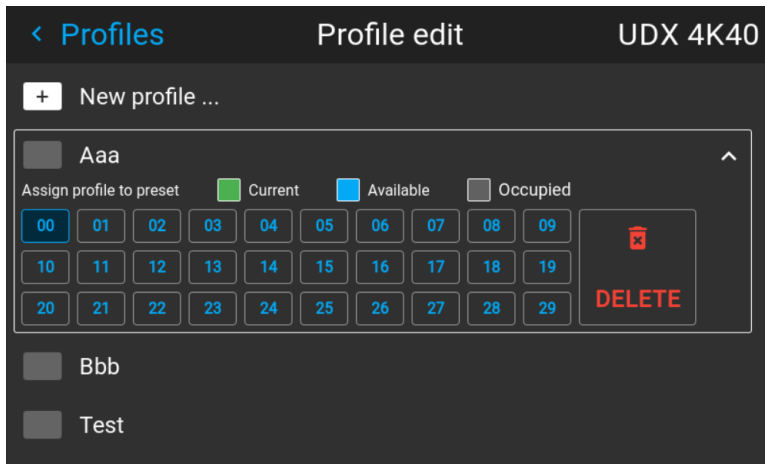 Profiles Profile edit UDX 4K40
+ New profile ...
Aaa
Assign profile to preset Current Available Occupied
00 01 02 03 04 05 06 07 08 09
10 11 12 13 14 15 16 17 18 19
20 21 22 23 24 25 26 27 28 29
DELETE
Bbb
Test